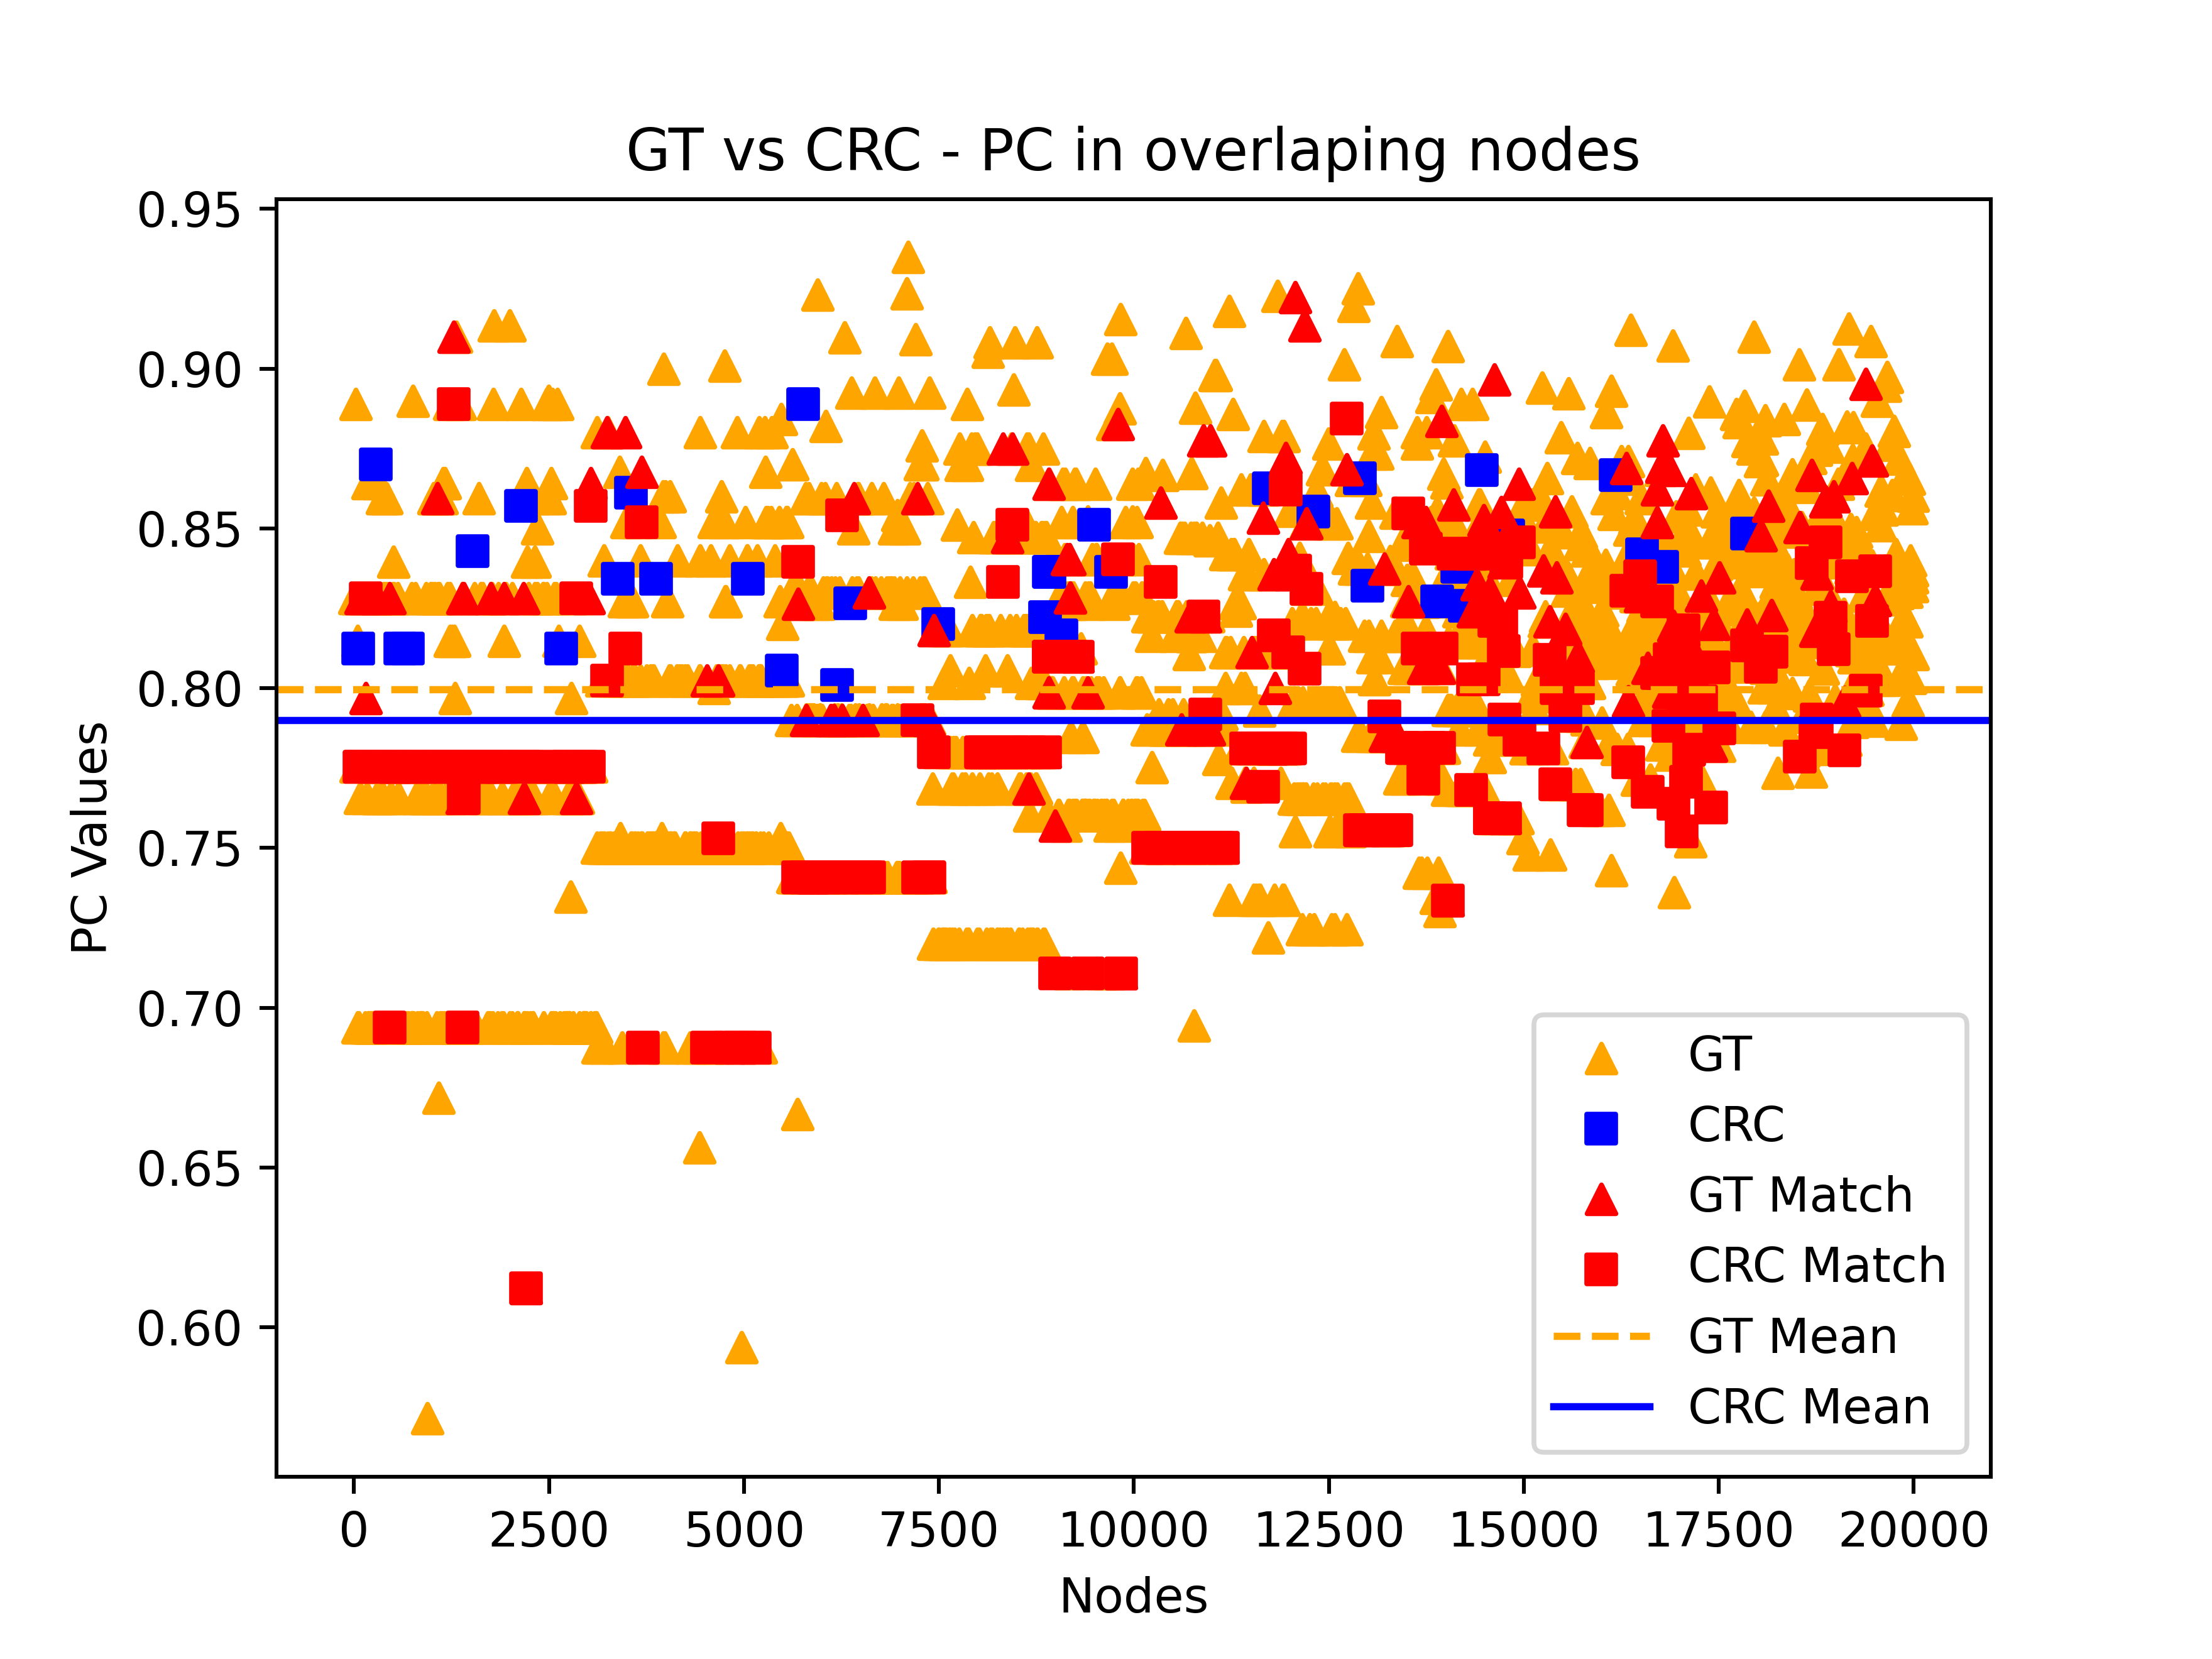 GT vs CRC - PC in overlaping nodes
0.95
0.90
0.85
0.80
0.75
0.70
0.65
0.60
PC Values
GT
CRC
GT Match
CRC Match
GT Mean
CRC Mean
0 2500 5000 7500 10000 12500 15000 17500 20000
Nodes